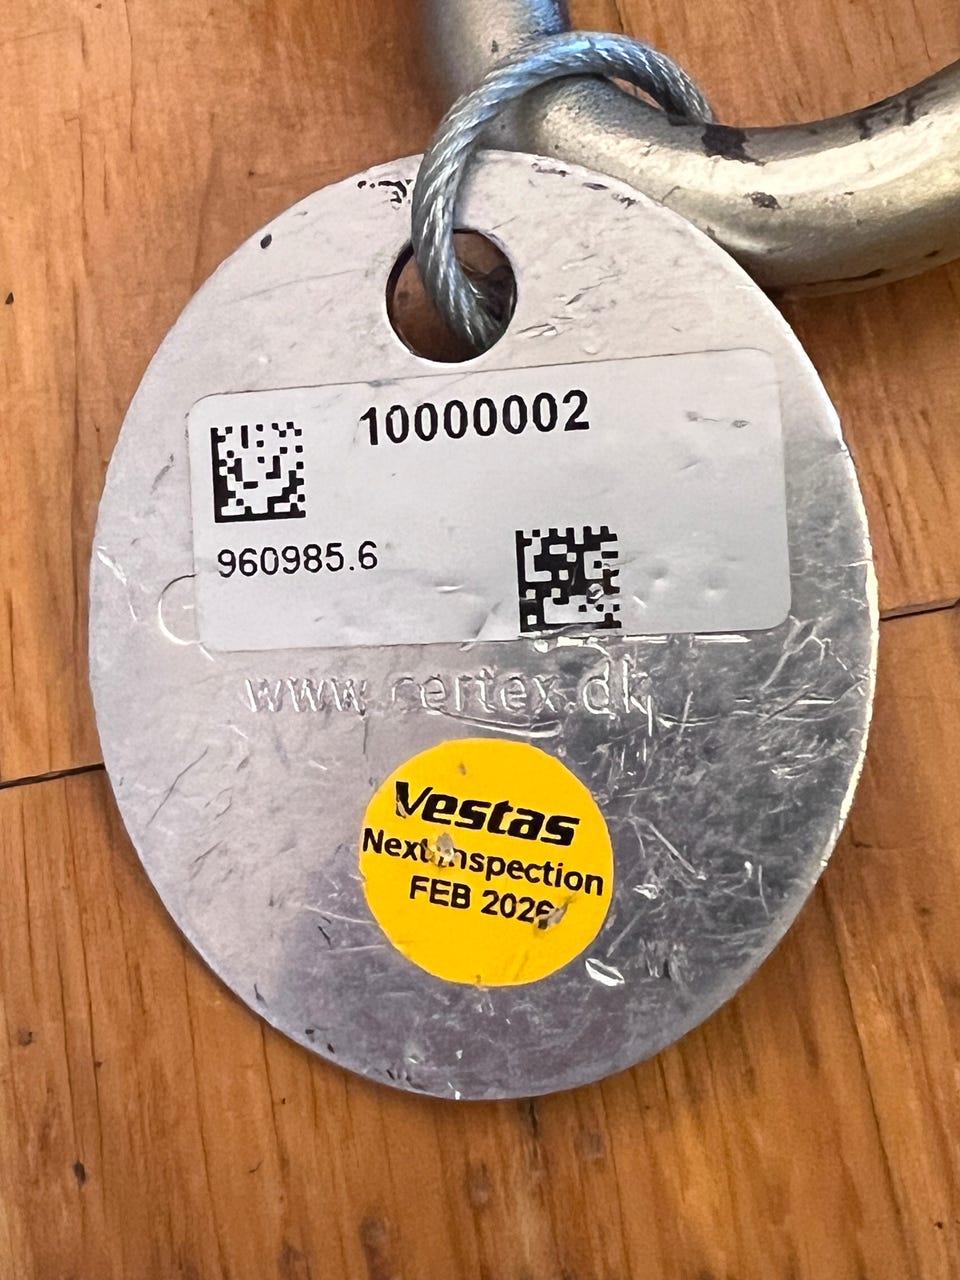 10000002
960985.6
www.certex.dk
Vestas
Next Inspection
FEB 2026